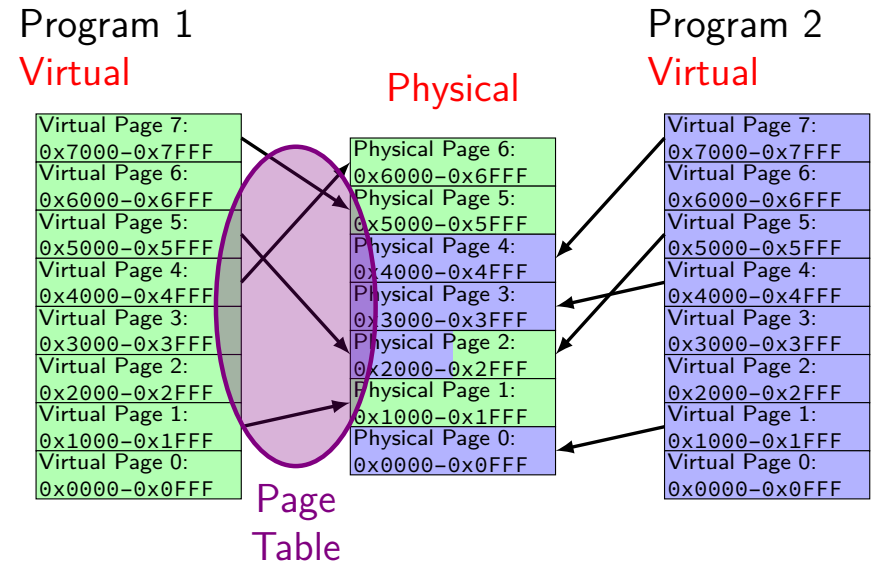 Program 1
Virtual
Virtual Page 7:
0x7000-0x7FFF
Virtual Page 6:
0x6000-0x6FFF
Virtual Page 5:
0x5000-0x5FFF
Virtual Page 4:
0x4000-0x4FFF
Virtual Page 3:
0x3000-0x3FFF
Virtual Page 2:
0x2000-0x2FFF
Virtual Page 1:
0x1000-0x1FFF
Virtual Page 0:
0x0000-0x0FFF
Page
Table
Physical
Physical Page 6:
0x6000-0x6FFF
Physical Page 5:
0x5000-0x5FFF
Physical Page 4:
0x4000-0x4FFF
Physical Page 3:
0x3000-0x3FFF
Physical Page 2:
0x2000-0x2FFF
Physical Page 1:
0x1000-0x1FFF
Physical Page 0:
0x0000-0x0FFF
Program 2
Virtual
Virtual Page 7:
0x7000-0x7FFF
Virtual Page 6:
0x6000-0x6FFF
Virtual Page 5:
0x5000-0x5FFF
Virtual Page 4:
0x4000-0x4FFF
Virtual Page 3:
0x3000-0x3FFF
Virtual Page 2:
0x2000-0x2FFF
Virtual Page 1:
0x1000-0x1FFF
Virtual Page 0:
0x0000-0x0FFF